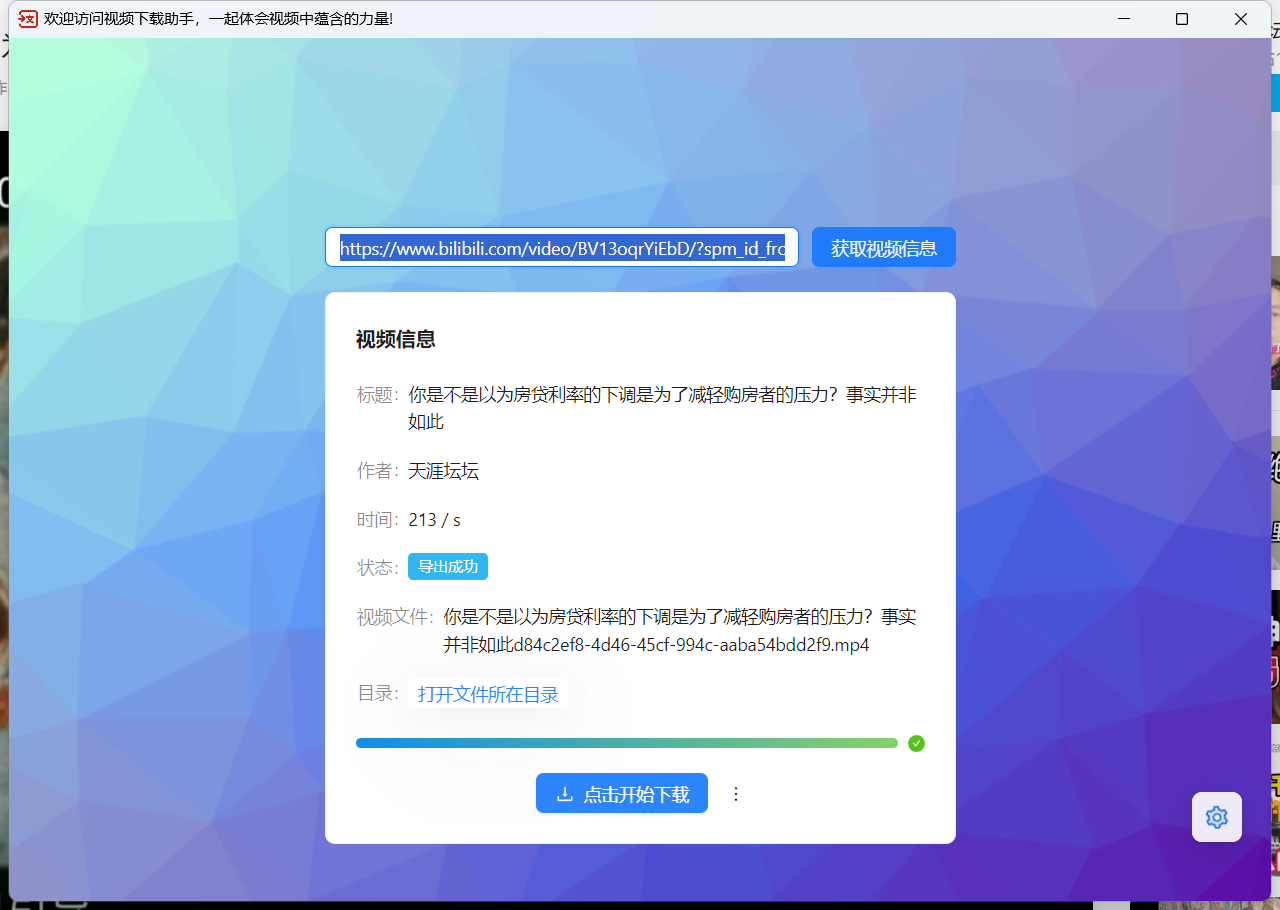 欢迎访问视频下载助手，一起体会视频中蕴含的力量!
https://www.bilibili.com/video/BV13oqrYiEbD/?spm_id_frc
获取视频信息
视频信息
标题： 你是不是以为房贷利率的下调是为了减轻购房者的压力？事实并非
如此
作者： 天涯坛坛
时间： 213 / s
状态： 导出成功
视频文件： 你是不是以为房贷利率的下调是为了减轻购房者的压力？事实
并非如此d84c2ef8-4d46-45cf-994c-aaba54bdd2f9.mp4
目录： 打开文件所在目录
点击开始下载